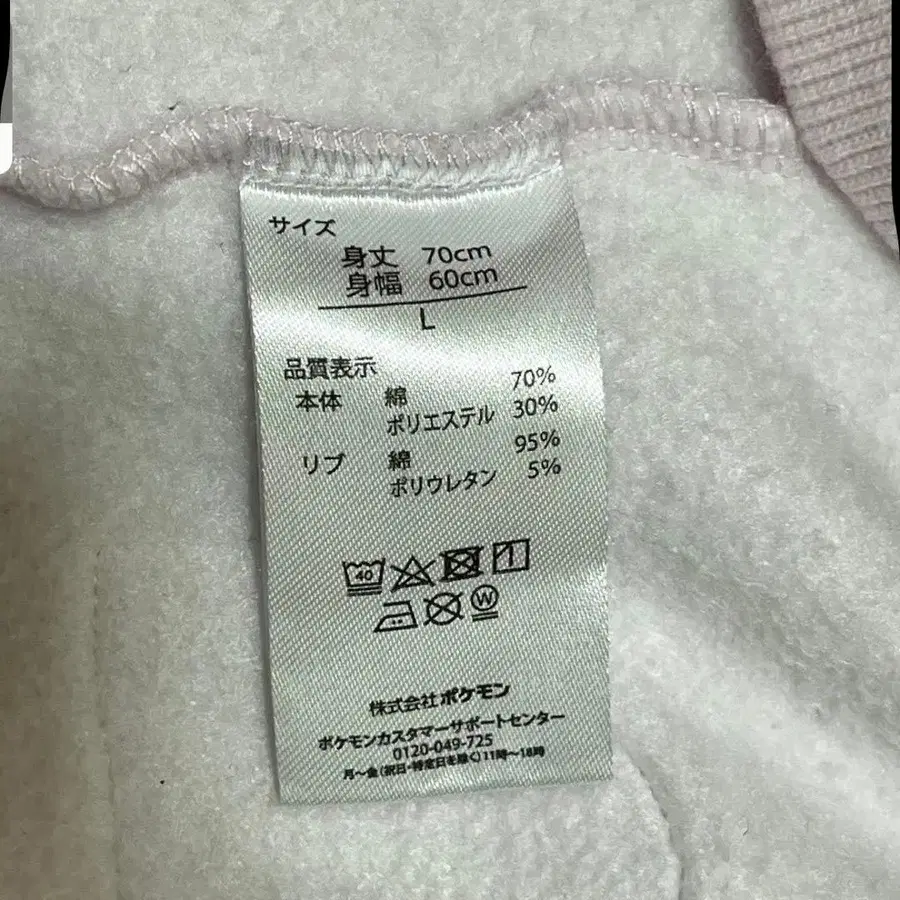 サイズ
身丈 70cm
身幅 60cm
L
品質表示
本体 綿 70%
ポリエステル 30%
リブ 綿 95%
ポリウレタン 5%
40
W
株式会社ポケモン
ポケモンカスタマーサポートセンター
0120-049-725
月～金(祝日・特定日を除く)11時～18時